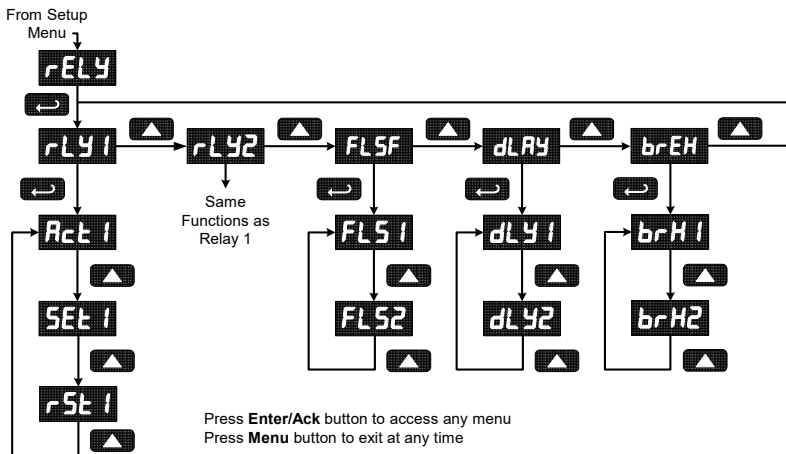 From Setup
Menu
rELY
rLY1
rLY2
FLSF
dLAY
brEH
Same
Functions as
Relay 1
Act1
FLS1
dLY1
brH1
SEt1
FLS2
dLY2
brH2
rSt1
Press Enter/Ack button to access any menu
Press Menu button to exit at any time